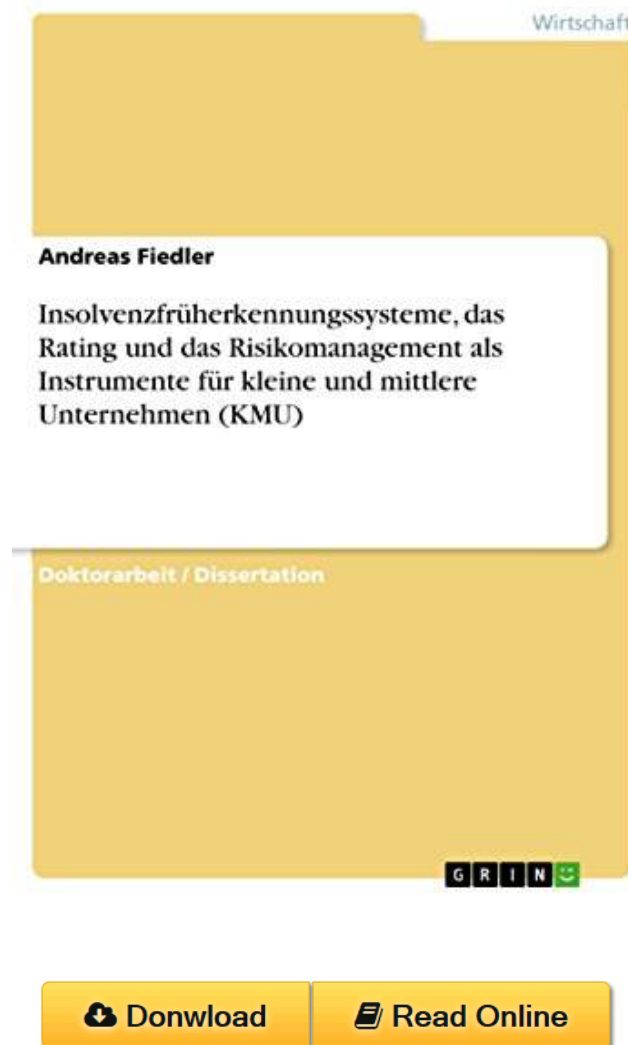 Wirtschaft
Andreas Fiedler
Insolvenzfrüherkennungssysteme, das
Rating und das Risikomanagement als
Instrumente für kleine und mittlere
Unternehmen (KMU)
Doktorarbeit / Dissertation
GRIN
Donwload
Read Online